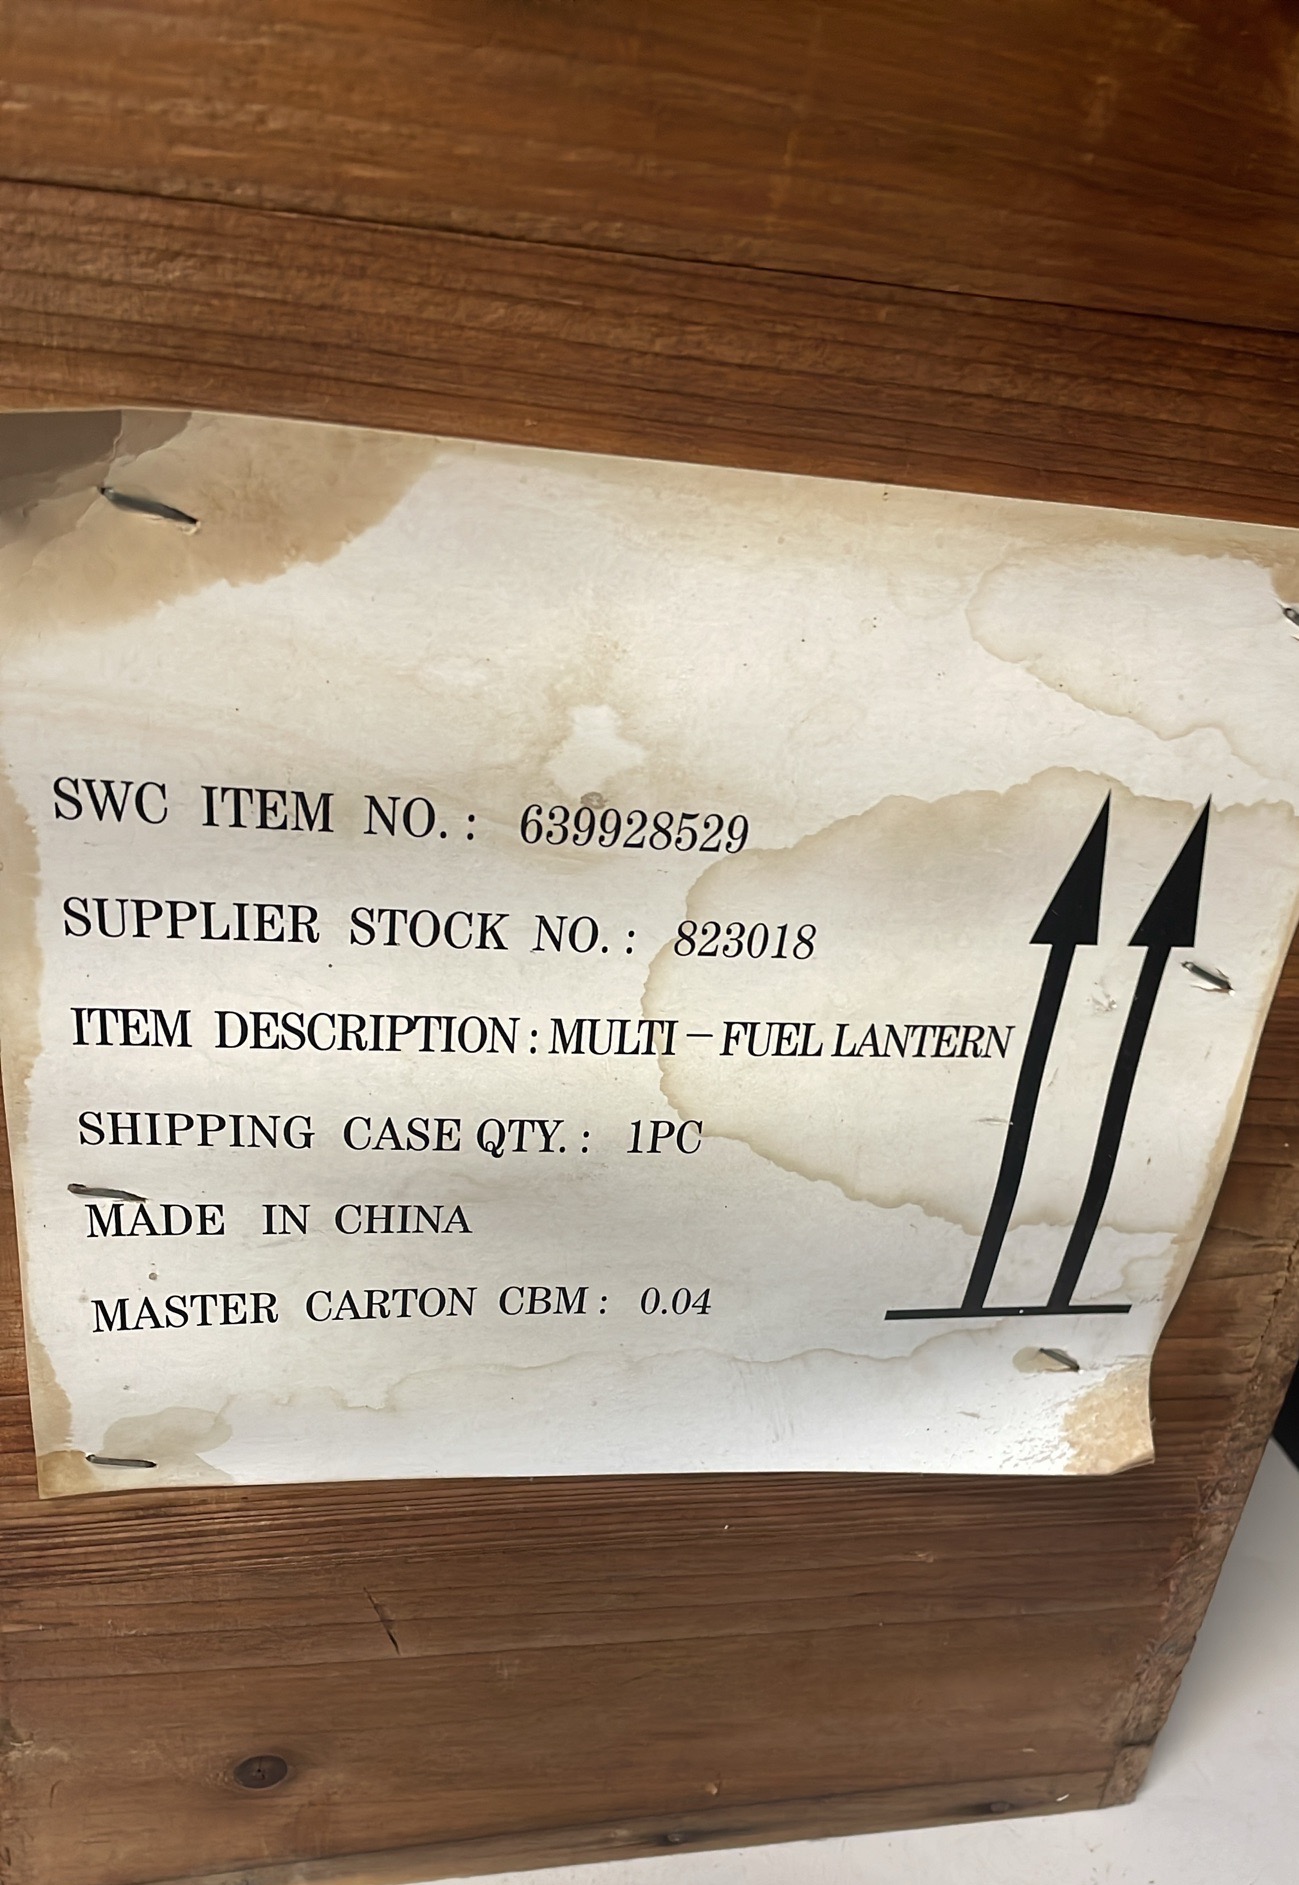 SWC ITEM NO.: 639928529
SUPPLIER STOCK NO.: 823018
ITEM DESCRIPTION: MULTI-FUEL LANTERN
SHIPPING CASE QTY.: 1PC
MADE IN CHINA
MASTER CARTON CBM: 0.04